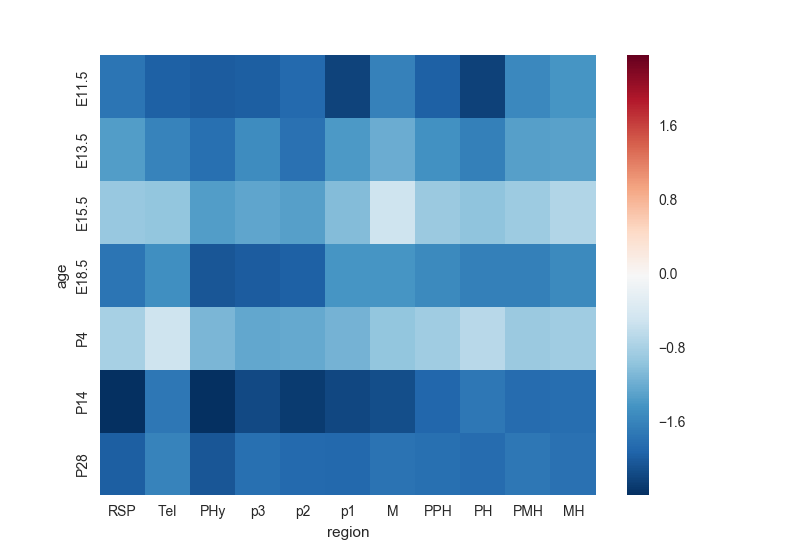 E11.5
E13.5
E15.5
E18.5
P4
P14
P28
age
RSP Tel PHy p3 p2 p1 M PPH PH PMH MH
region
1.6
0.8
0.0
−0.8
−1.6